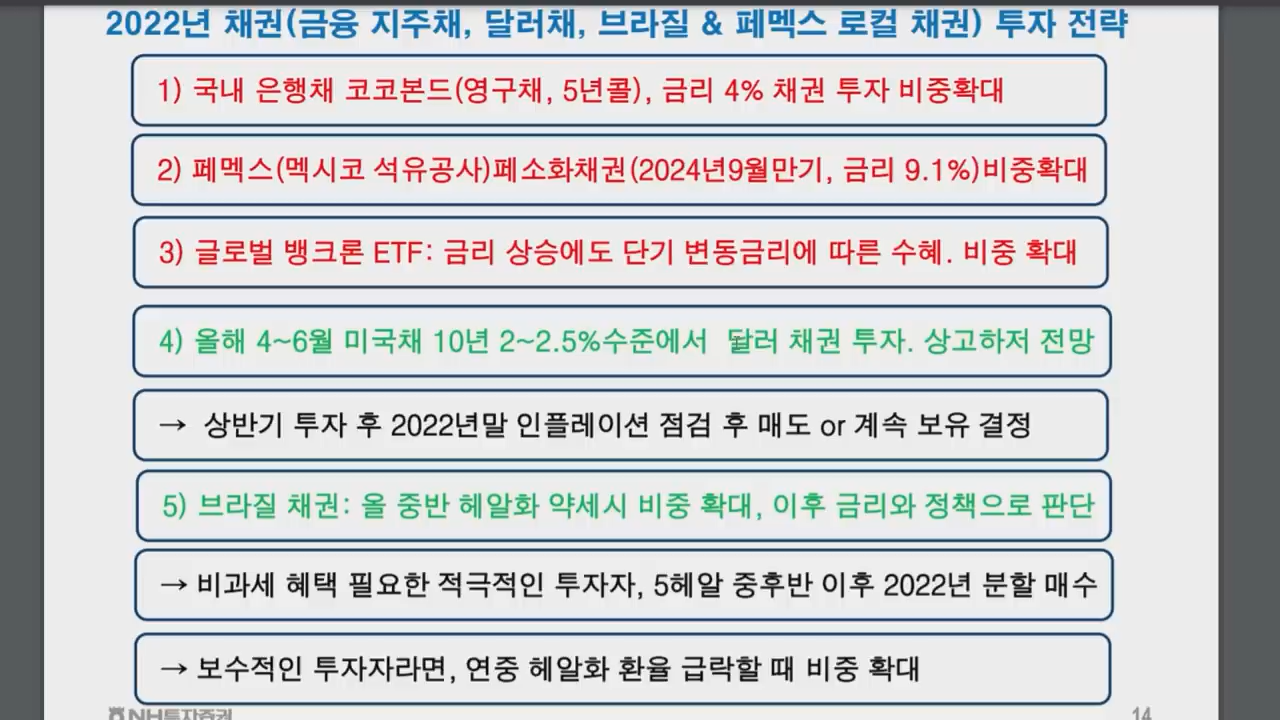 2022년 채권(금융 지주채, 달러채, 브라질 & 페멕스 로컬 채권) 투자 전략
1) 국내 은행채 코코본드(영구채, 5년콜), 금리 4% 채권 투자 비중확대
2) 페멕스(멕시코 석유공사)페소화채권(2024년9월만기, 금리 9.1%)비중확대
3) 글로벌 뱅크론 ETF: 금리 상승에도 단기 변동금리에 따른 수혜. 비중 확대
4) 올해 4~6월 미국채 10년 2~2.5%수준에서 달러 채권 투자. 상고하저 전망
→ 상반기 투자 후 2022년말 인플레이션 점검 후 매도 or 계속 보유 결정
5) 브라질 채권: 올 중반 헤알화 약세시 비중 확대, 이후 금리와 정책으로 판단
→ 비과세 혜택 필요한 적극적인 투자자, 5헤알 중후반 이후 2022년 분할 매수
→ 보수적인 투자자라면, 연중 헤알화 환율 급락할 때 비중 확대
NH투자증권
14